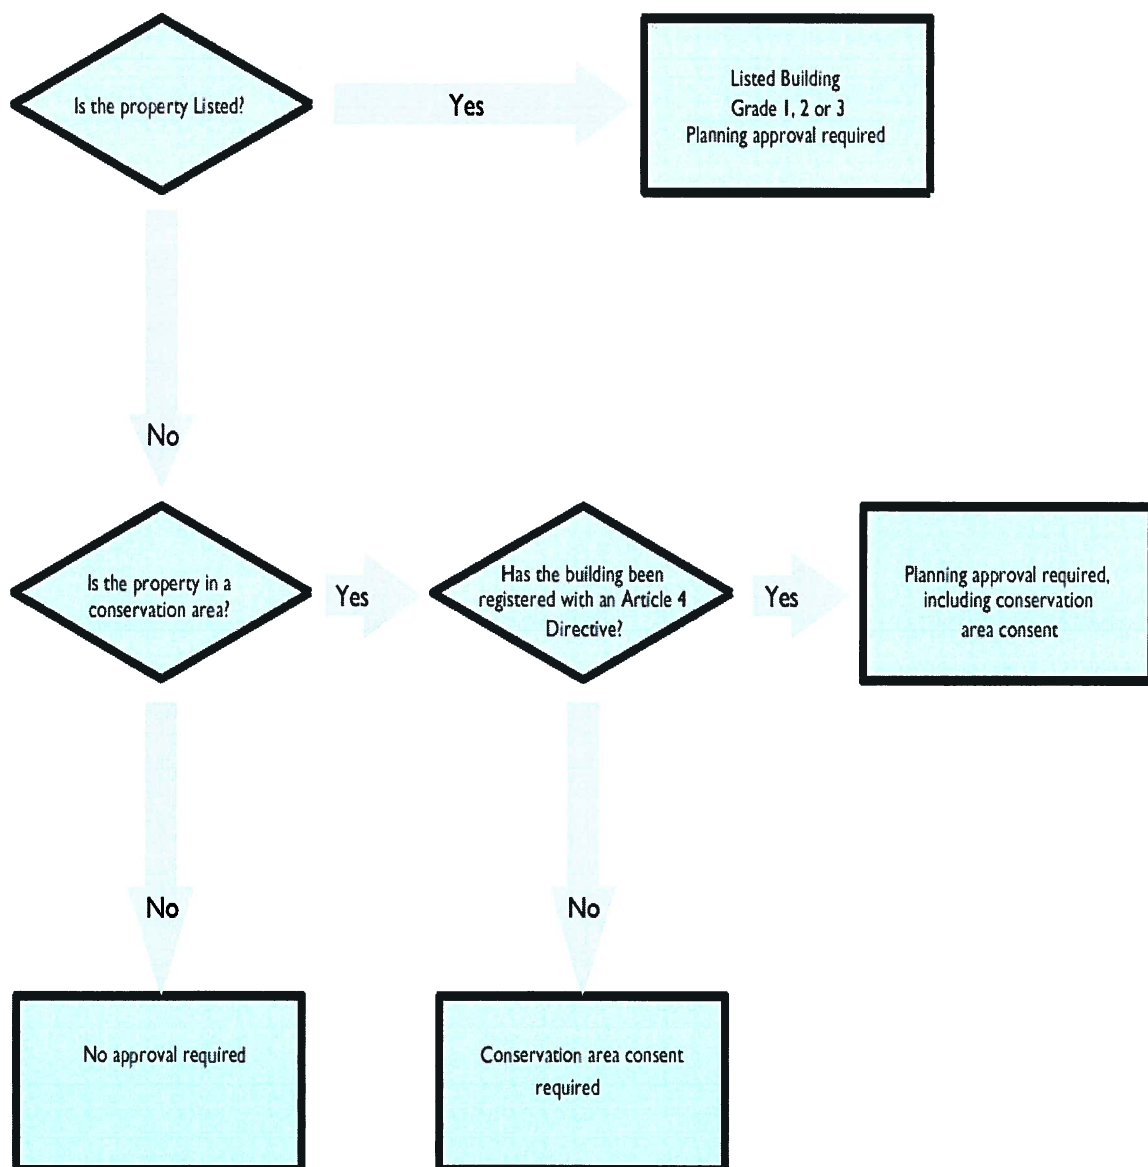 Is the property Listed?
Yes
Listed Building
Grade 1, 2 or 3
Planning approval required
No
Is the property in a
conservation area?
Yes
Has the building been
registered with an Article 4
Directive?
Yes
Planning approval required,
including conservation
area consent
No
No
No approval required
Conservation area consent
required